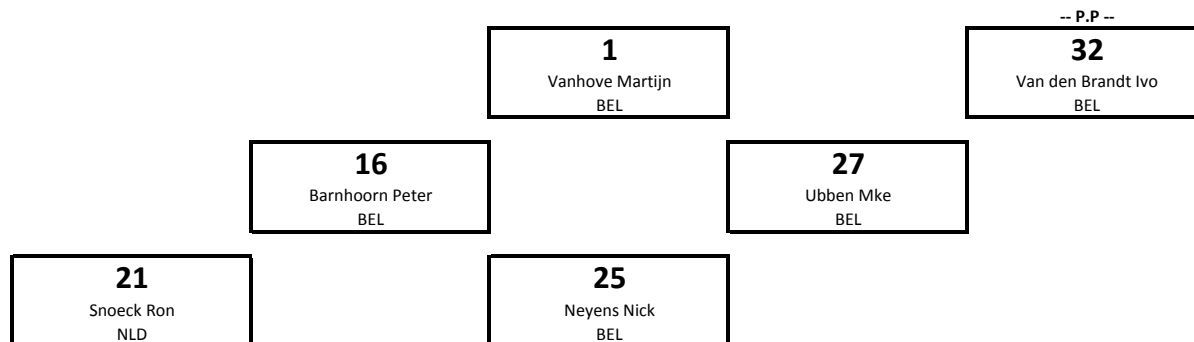 -- P.P --
1
Vanhove Martijn
BEL
32
Van den Brandt Ivo
BEL
16
Barnhoorn Peter
BEL
27
Ubben Mke
BEL
21
Snoeck Ron
NLD
25
Neyens Nick
BEL